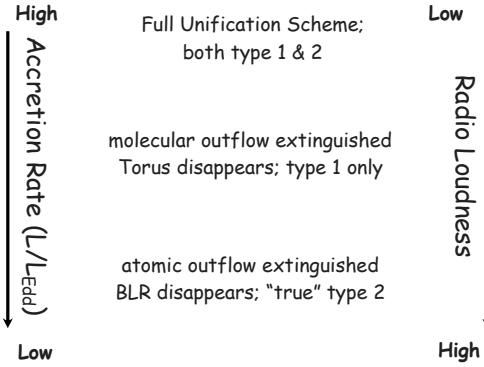 High
Low
Full Unification Scheme;
both type 1 & 2
Accretion Rate (L/LEdd)
Radio Loudness
molecular outflow extinguished
Torus disappears; type 1 only
atomic outflow extinguished
BLR disappears; “true” type 2
Low
High